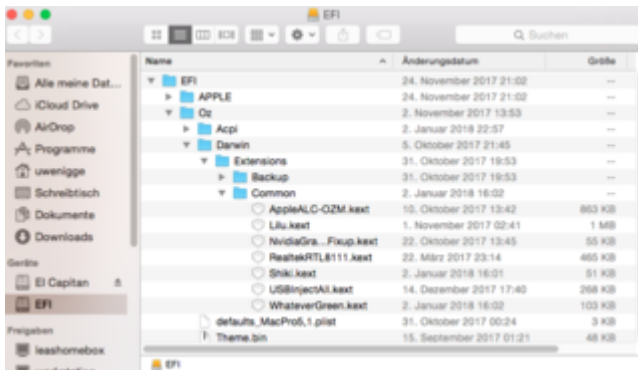 EFI
Suchen
Favoriten
Alle meine Dat...
iCloud Drive
AirDrop
Programme
uwenigge
Schreibtisch
Dokumente
Downloads
Geräte
El Capitan
EFI
Freigaben
leashomebox
workstation
Name Änderungsdatum Größe
EFI 24. November 2017 21:02 --
APPLE 24. November 2017 21:02 --
Oz 2. November 2017 13:53 --
Acpi 2. Januar 2018 22:57 --
Darwin 5. Oktober 2017 21:45 --
Extensions 31. Oktober 2017 19:53 --
Backup 31. Oktober 2017 19:53 --
Common 2. Januar 2018 16:02 --
AppleALC-OZM.kext 10. Oktober 2017 13:42 863 KB
Lilu.kext 1. November 2017 02:41 1 MB
NvidiaGra...Fixup.kext 22. Oktober 2017 13:45 55 KB
RealtekRTL8111.kext 22. März 2017 23:14 465 KB
Shiki.kext 2. Januar 2018 16:01 51 KB
USBInjectAll.kext 14. Dezember 2017 17:40 268 KB
WhateverGreen.kext 2. Januar 2018 16:02 103 KB
defaults_MacPro5,1.plist 31. Oktober 2017 00:24 3 KB
Theme.bin 15. September 2017 01:21 48 KB
EFI